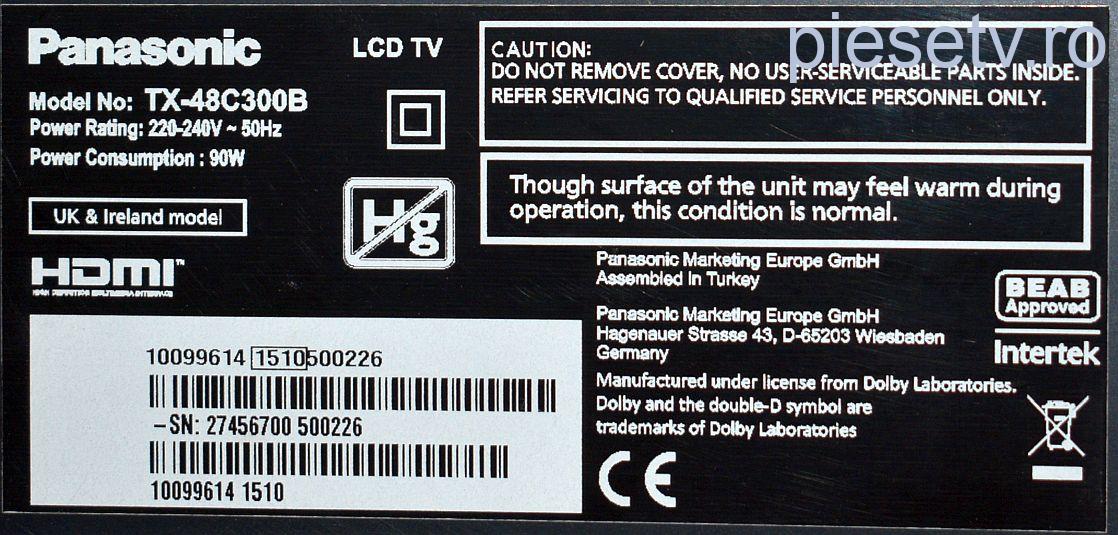 piesetv.ro
Panasonic
LCD TV
Model No: TX-48C300B
Power Rating: 220-240V ~ 50Hz
Power Consumption : 90W
UK & Ireland model
Hg
HDMI™
HIGH DEFINITION MULTIMEDIA INTERFACE
CAUTION:
DO NOT REMOVE COVER, NO USER-SERVICEABLE PARTS INSIDE.
REFER SERVICING TO QUALIFIED SERVICE PERSONNEL ONLY.
Though surface of the unit may feel warm during
operation, this condition is normal.
Panasonic Marketing Europe GmbH
Assembled In Turkey
Panasonic Marketing Europe GmbH
Hagenauer Strasse 43, D-65203 Wiesbaden
Germany
Manufactured under license from Dolby Laboratories.
Dolby and the double-D symbol are
trademarks of Dolby Laboratories
CE
BEAB
Approved
Intertek
10099614 1510500226
-SN: 27456700 500226
10099614 1510